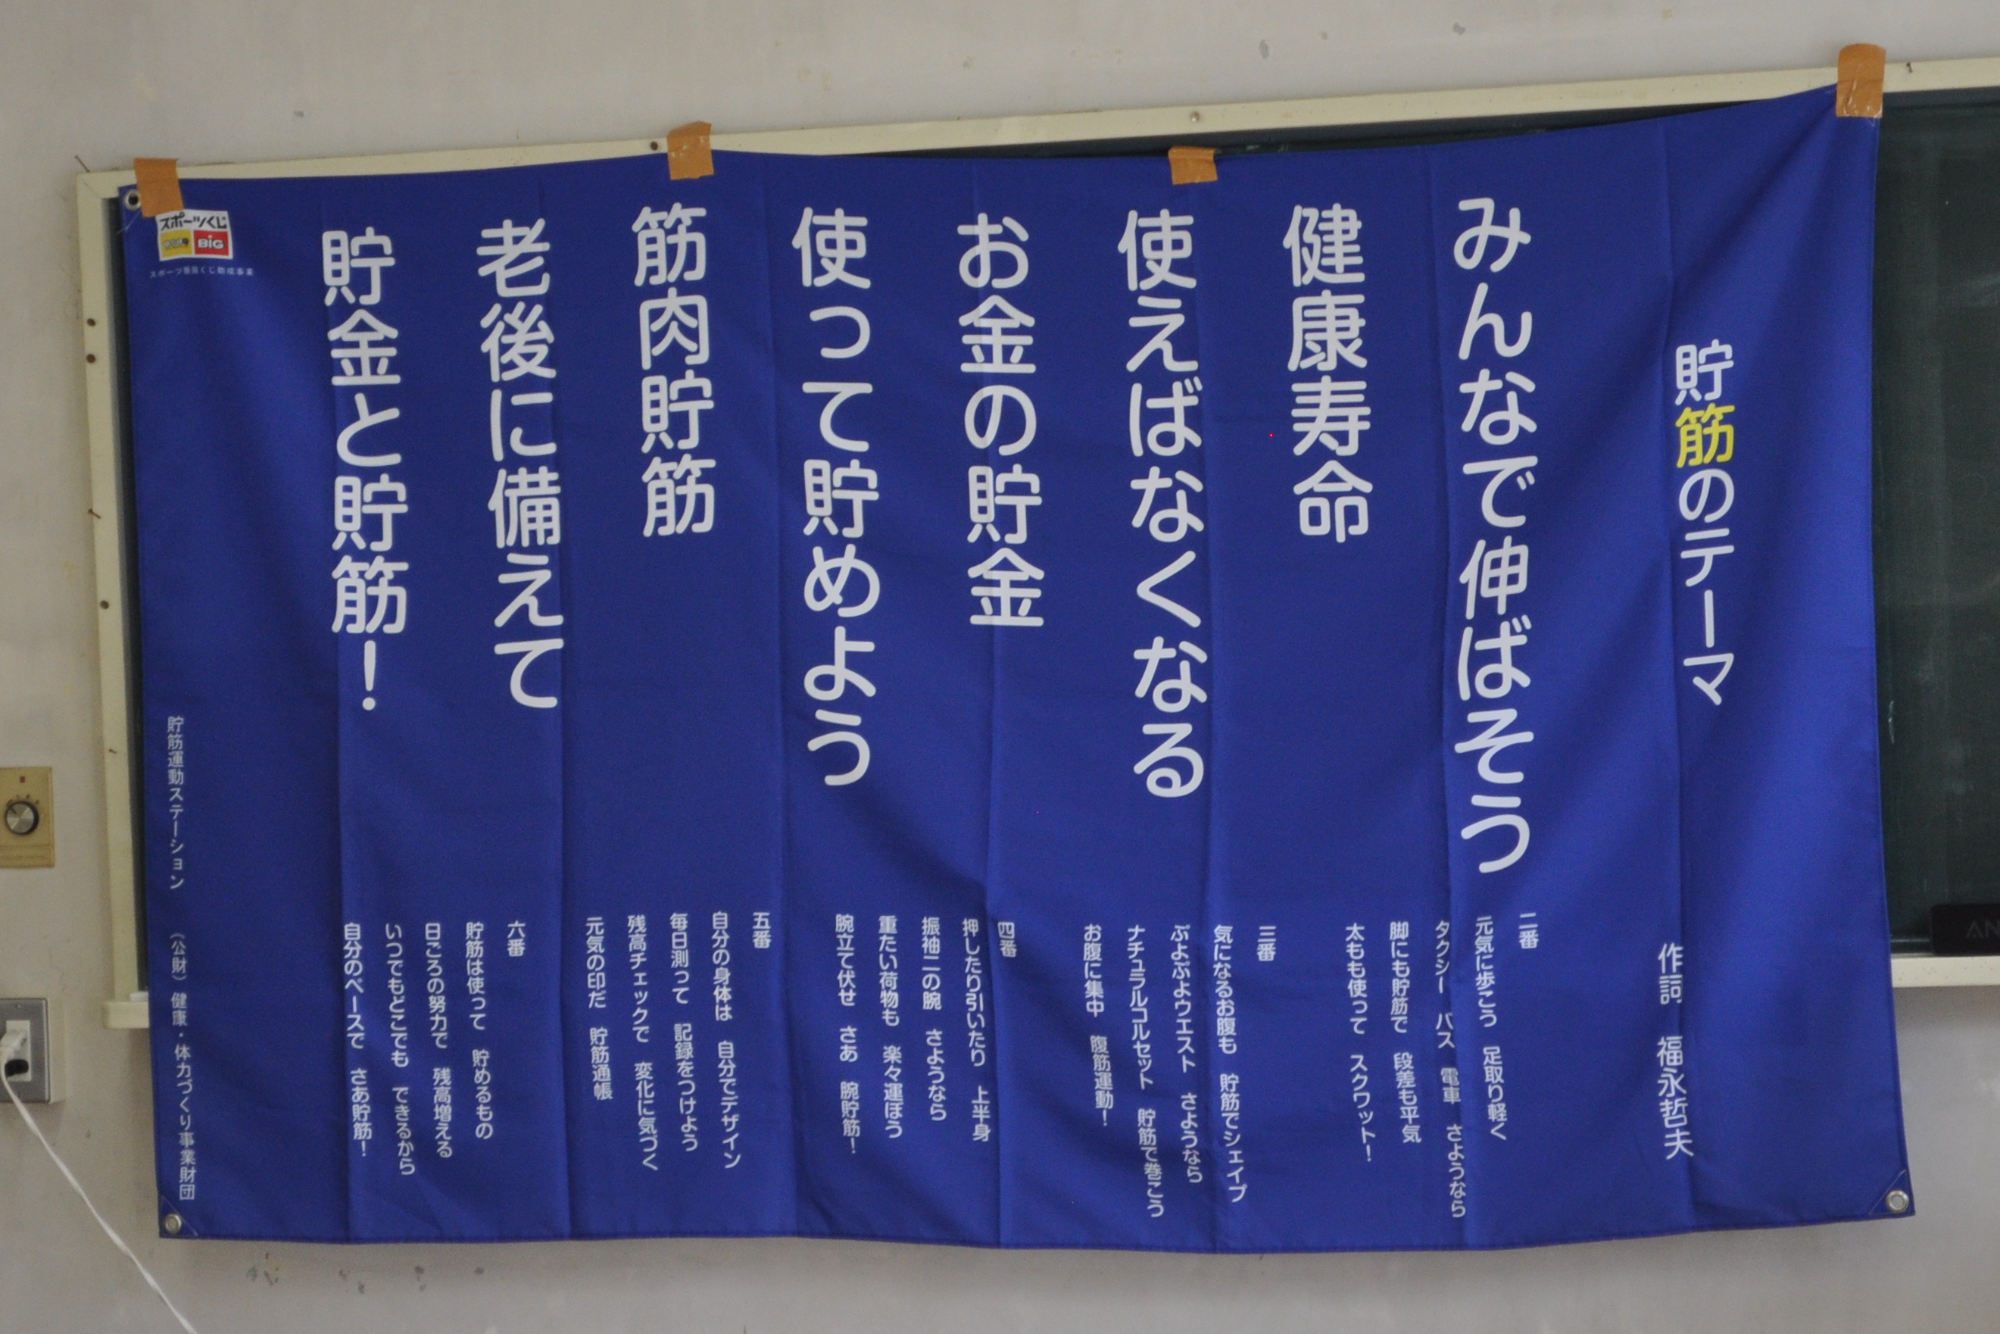 貯筋のテーマ
作詞 福永哲夫
みんなで伸ばそう
健康寿命
使えばなくなる
お金の貯金
使って貯めよう
筋肉貯筋
老後に備えて
貯金と貯筋！
二番
元気に歩こう 足取り軽く
タクシー バス 電車 さようなら
脚にも貯筋で 段差も平気
太もも使って スクワット！
三番
気になるお腹も 貯筋でシェイプ
ぷよぷよウエスト さようなら
ナチュラルコルセット 貯筋で巻こう
お腹に集中 腹筋運動！
四番
押したり引いたり 上半身
振袖二の腕 さようなら
重たい荷物も 楽々運ぼう
腕立て伏せ さあ 腕貯筋！
五番
自分の身体は 自分でデザイン
毎日測って 記録をつけよう
残高チェックで 変化に気づく
元気の印だ 貯筋通帳
六番
貯筋は使って 貯めるもの
日ごろの努力で 残高増える
いつでもどこでも できるから
自分のペースで さあ貯筋！
スポーツくじ
BIG
スポーツ振興くじ助成事業
貯筋運動ステーション （公財）健康・体力づくり事業財団
AN